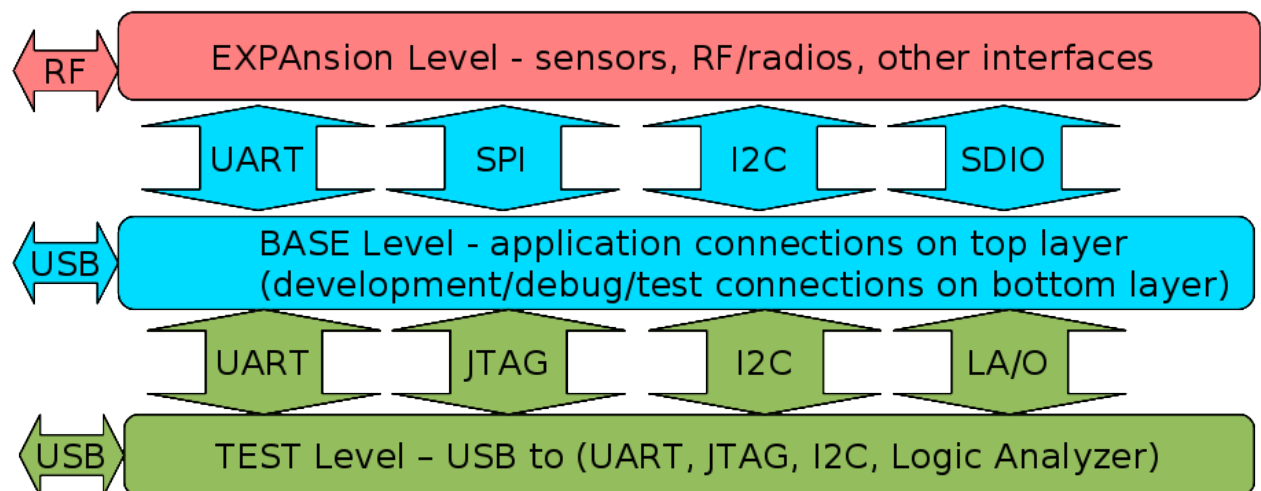 RF
EXPAnsion Level - sensors, RF/radios, other interfaces
UART
SPI
I2C
SDIO
USB
BASE Level - application connections on top layer
(development/debug/test connections on bottom layer)
UART
JTAG
I2C
LA/O
USB
TEST Level – USB to (UART, JTAG, I2C, Logic Analyzer)